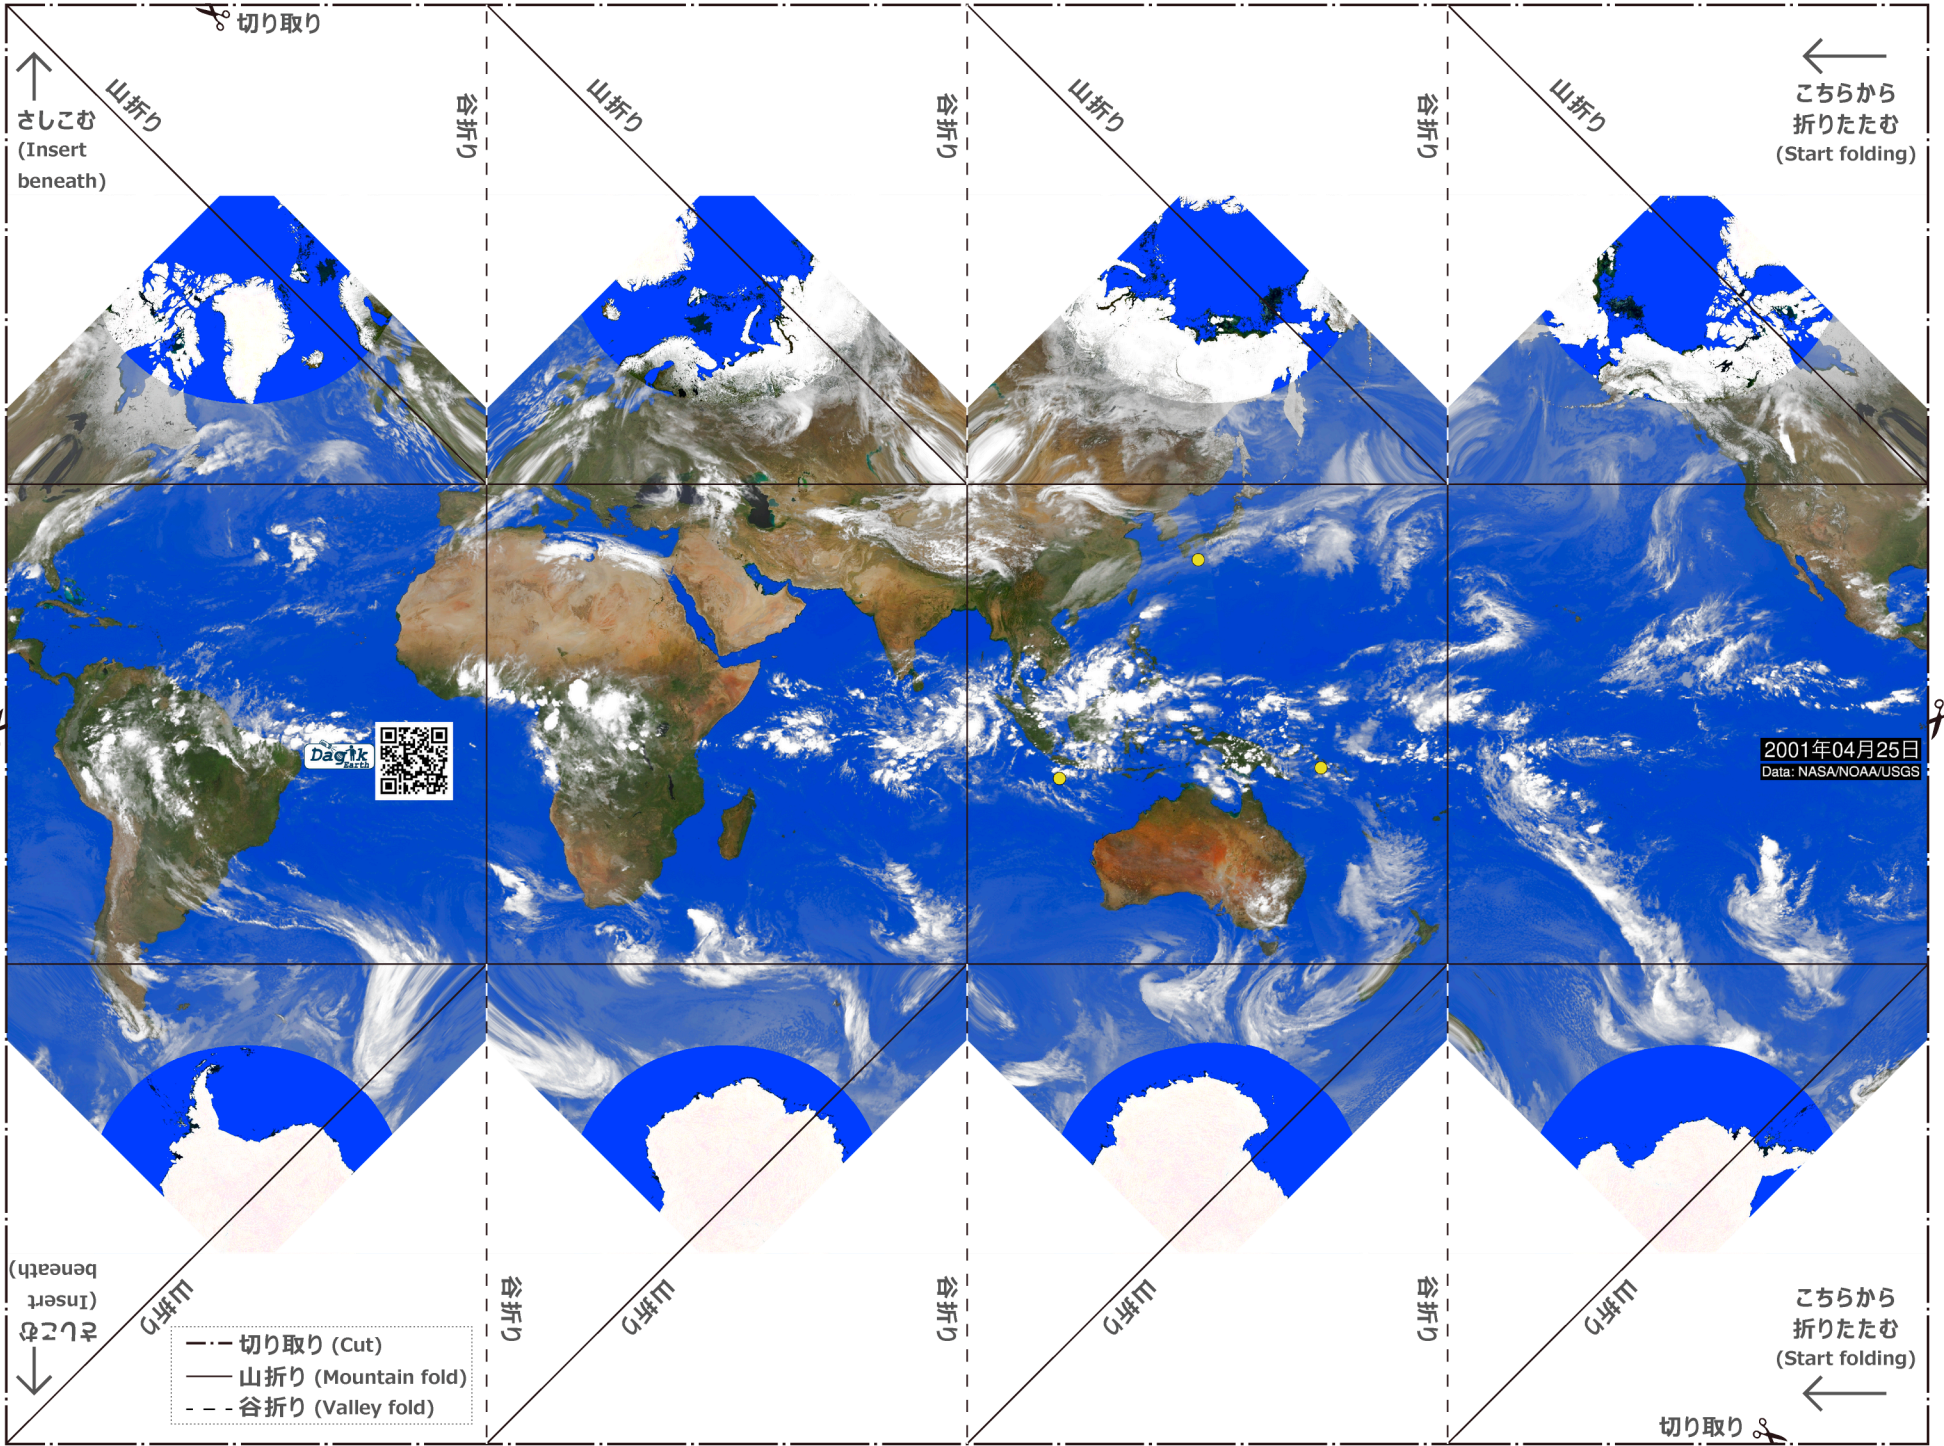 切り取り
山折り
谷折り
山折り
谷折り
山折り
谷折り
山折り
さしこむ
(Insert
beneath)
こちらから
折りたたむ
(Start folding)
Dagik
Earth
2001年04月25日
Data: NASA/NOAA/USGS
さしこむ
(Insert
beneath)
山折り
谷折り
山折り
谷折り
山折り
谷折り
山折り
こちらから
折りたたむ
(Start folding)
切り取り (Cut)
山折り (Mountain fold)
谷折り (Valley fold)
切り取り